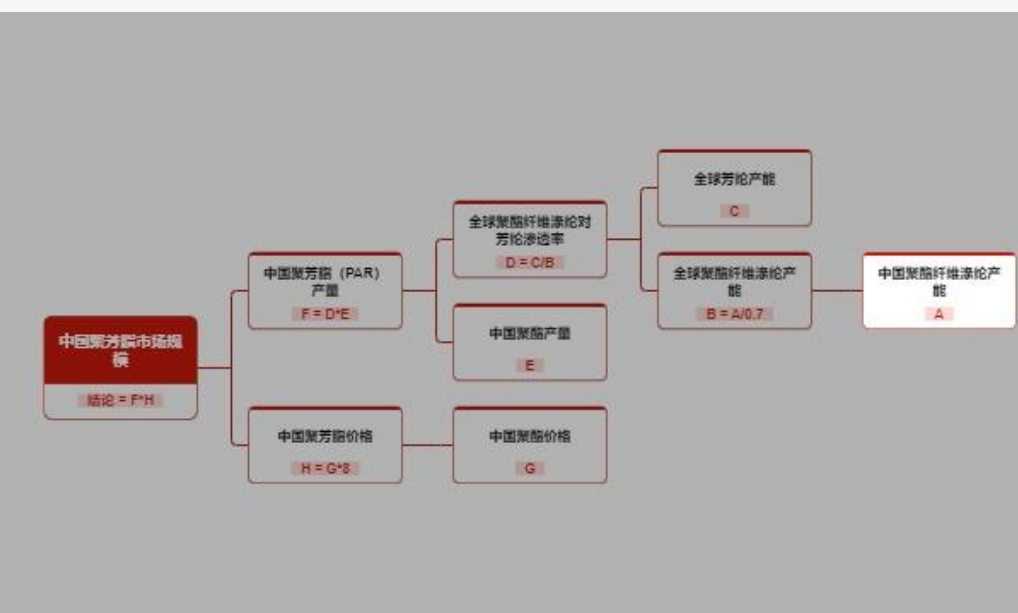 全球芳纶产能
C
全球聚酯纤维涤纶对
芳纶渗透率
D = C/B
中国聚芳酯（PAR）
产量
F = D*E
全球聚酯纤维涤纶产
能
B = A/0.7
中国聚酯纤维涤纶产
能
A
中国聚芳酯市场规
模
结论 = F*H
中国聚酯产量
E
中国聚芳酯价格
H = G*8
中国聚酯价格
G